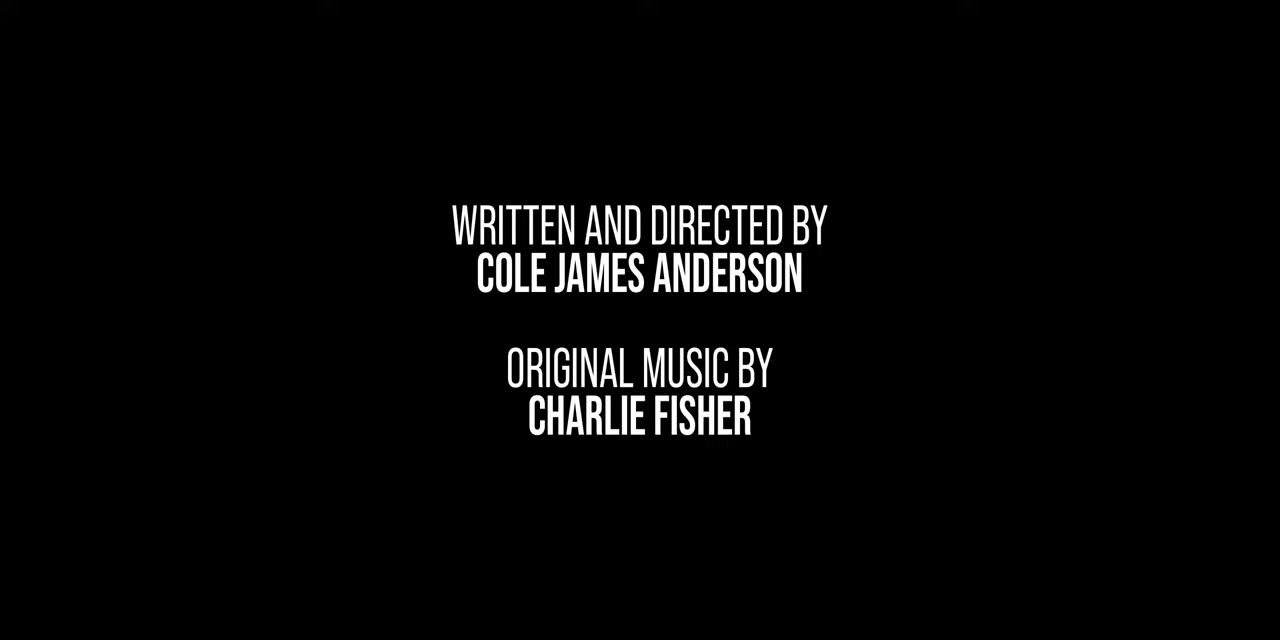 WRITTEN AND DIRECTED BY
COLE JAMES ANDERSON
ORIGINAL MUSIC BY
CHARLIE FISHER